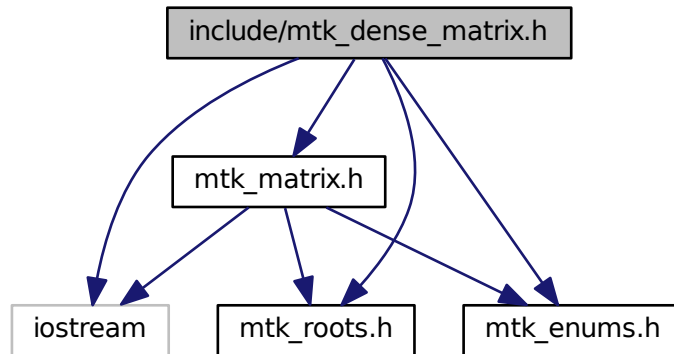 include/mtk_dense_matrix.h
mtk_matrix.h
iostream
mtk_roots.h
mtk_enums.h